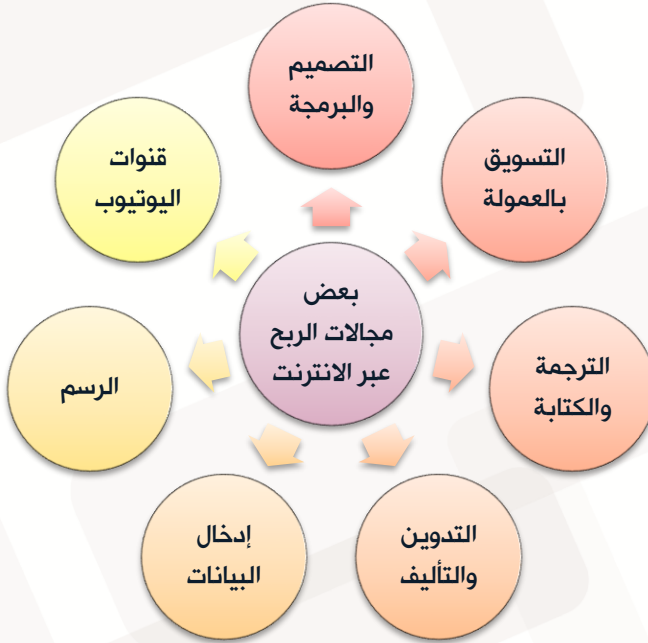 التصميم
والبرمجة
التسويق
بالعمولة
الترجمة
والكتابة
التدوين
والتأليف
إدخال
البيانات
الرسم
قنوات
اليوتيوب
بعض
مجالات الربح
عبر الانترنت